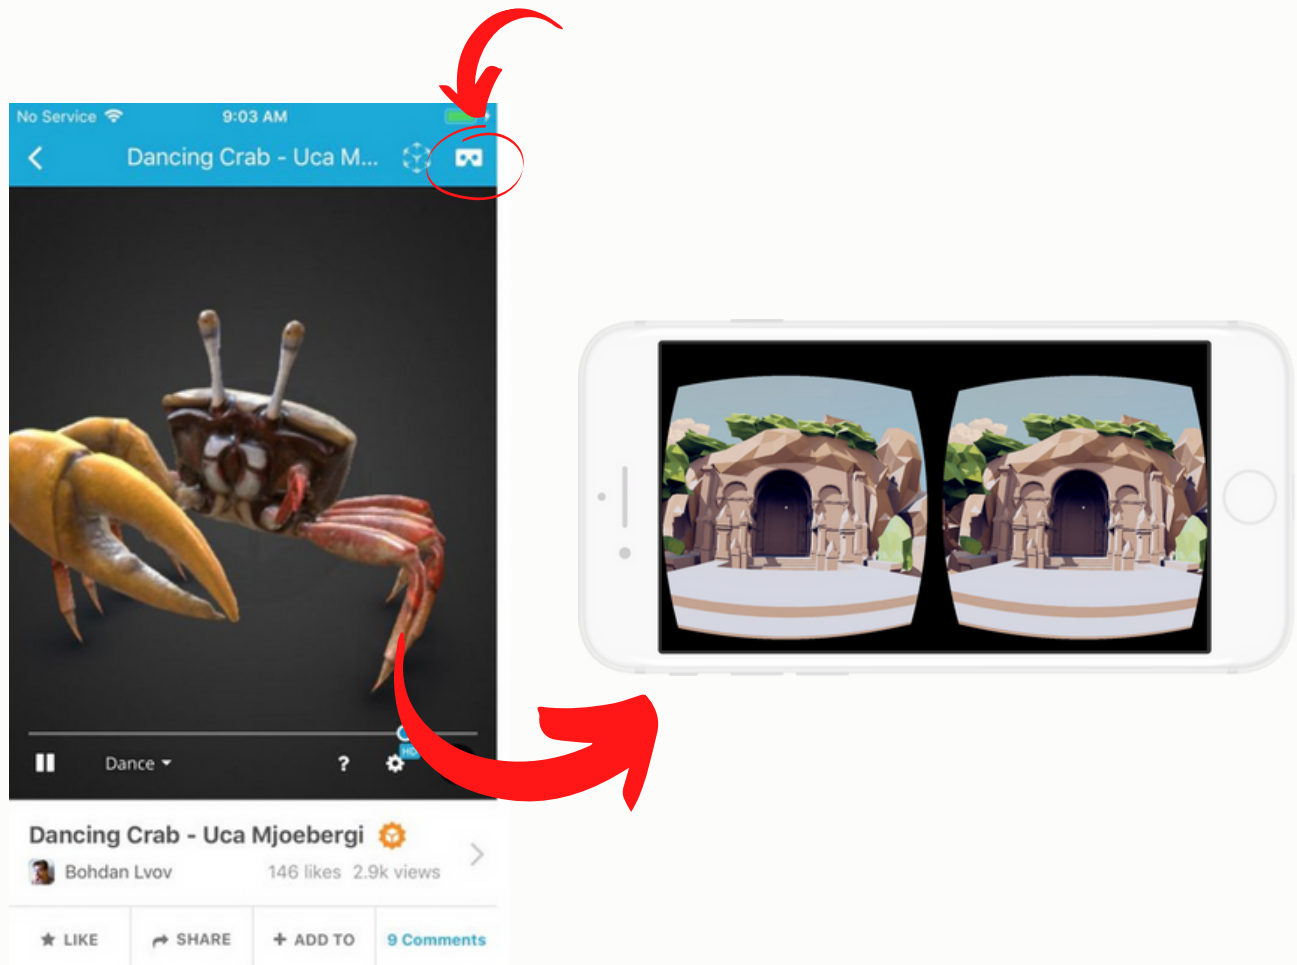 No Service 9:03 AM
Dancing Crab - Uca M...
HD
Dance ?
Dancing Crab - Uca Mjoebergi
Bohdan Lvov 146 likes 2.9k views
LIKE SHARE + ADD TO 9 Comments